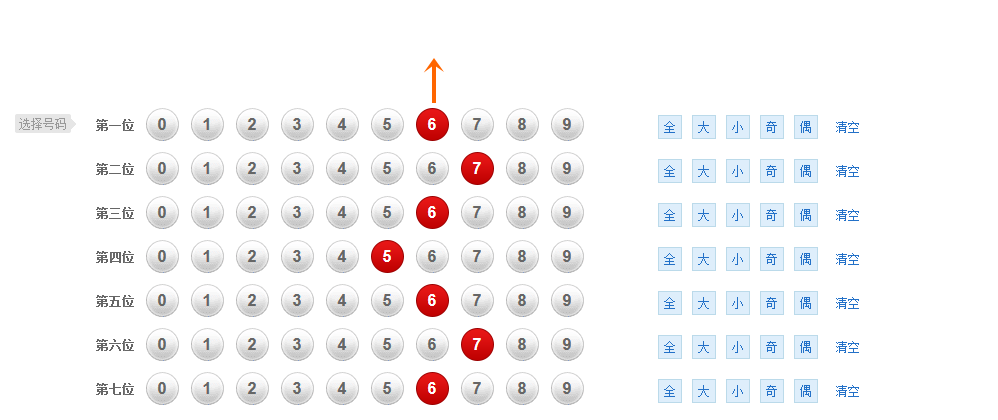 选择号码 第一位 0 1 2 3 4 5 6 7 8 9 全 大 小 奇 偶 清空
第二位 0 1 2 3 4 5 6 7 8 9 全 大 小 奇 偶 清空
第三位 0 1 2 3 4 5 6 7 8 9 全 大 小 奇 偶 清空
第四位 0 1 2 3 4 5 6 7 8 9 全 大 小 奇 偶 清空
第五位 0 1 2 3 4 5 6 7 8 9 全 大 小 奇 偶 清空
第六位 0 1 2 3 4 5 6 7 8 9 全 大 小 奇 偶 清空
第七位 0 1 2 3 4 5 6 7 8 9 全 大 小 奇 偶 清空